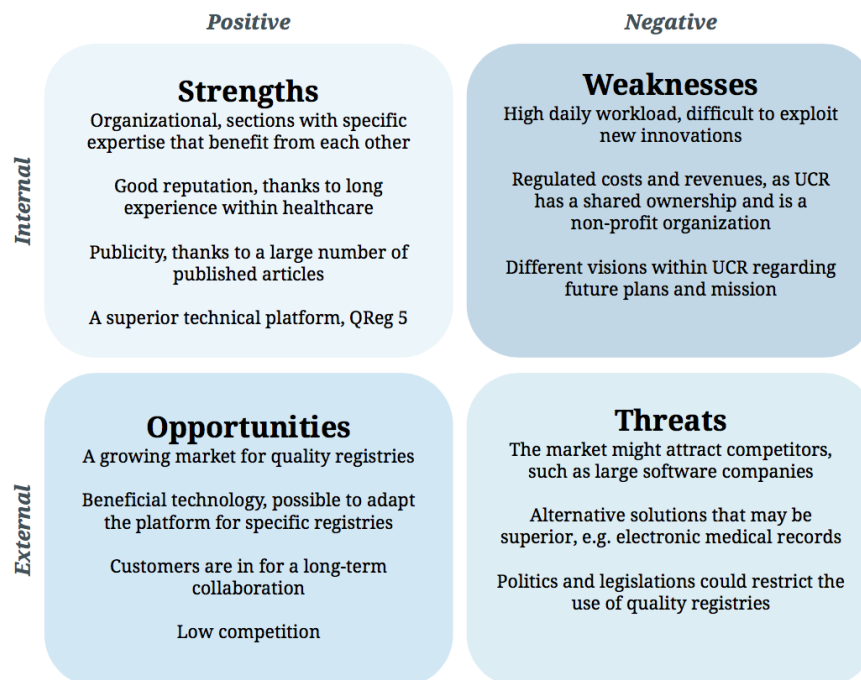 Positive
Negative
Internal
Strengths
Organizational, sections with specific
expertise that benefit from each other
Good reputation, thanks to long
experience within healthcare
Publicity, thanks to a large number of
published articles
A superior technical platform, QReg 5
Weaknesses
High daily workload, difficult to exploit
new innovations
Regulated costs and revenues, as UCR
has a shared ownership and is a
non-profit organization
Different visions within UCR regarding
future plans and mission
External
Opportunities
A growing market for quality registries
Beneficial technology, possible to adapt
the platform for specific registries
Customers are in for a long-term
collaboration
Low competition
Threats
The market might attract competitors,
such as large software companies
Alternative solutions that may be
superior, e.g. electronic medical records
Politics and legislations could restrict the
use of quality registries